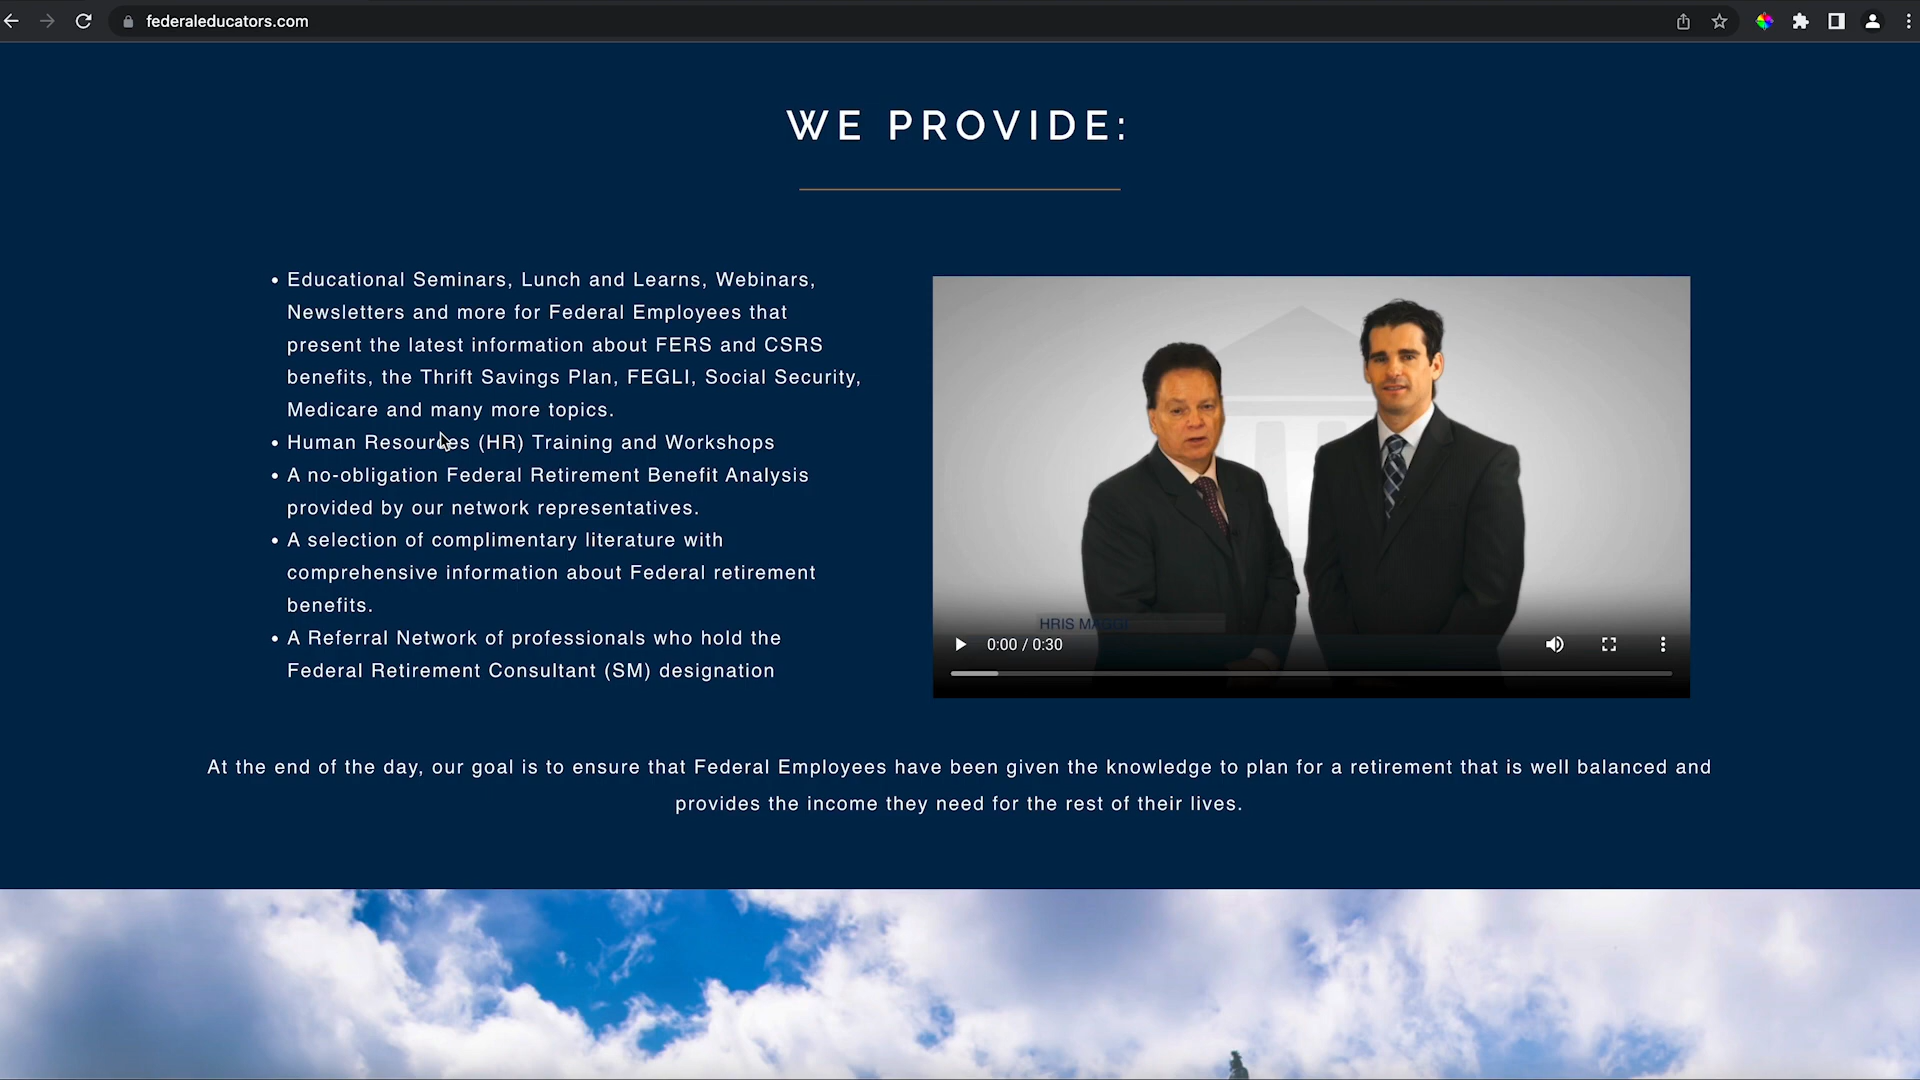 federaleducators.com
WE PROVIDE:
• Educational Seminars, Lunch and Learns, Webinars,
Newsletters and more for Federal Employees that
present the latest information about FERS and CSRS
benefits, the Thrift Savings Plan, FEGLI, Social Security,
Medicare and many more topics.
• Human Resources (HR) Training and Workshops
• A no-obligation Federal Retirement Benefit Analysis
provided by our network representatives.
• A selection of complimentary literature with
comprehensive information about Federal retirement
benefits.
• A Referral Network of professionals who hold the
Federal Retirement Consultant (SM) designation
HRIS MAGGI
0:00 / 0:30
At the end of the day, our goal is to ensure that Federal Employees have been given the knowledge to plan for a retirement that is well balanced and
provides the income they need for the rest of their lives.